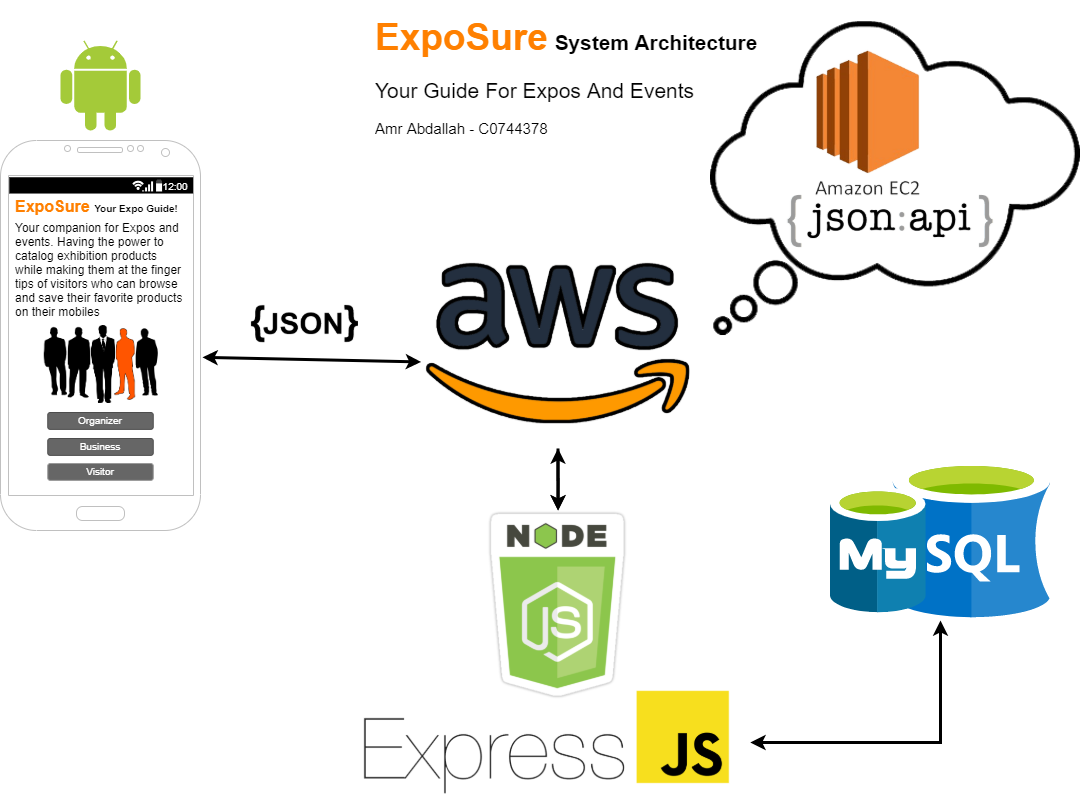 ExpoSure System Architecture
Your Guide For Expos And Events
Amr Abdallah - C0744378
Amazon EC2
{json:api}
12:00
ExpoSure Your Expo Guide!
Your companion for Expos and
events. Having the power to
catalog exhibition products
while making them at the finger
tips of visitors who can browse
and save their favorite products
on their mobiles
Organizer
Business
Visitor
{JSON}
aws
NODE
JS
MySQL
Express JS